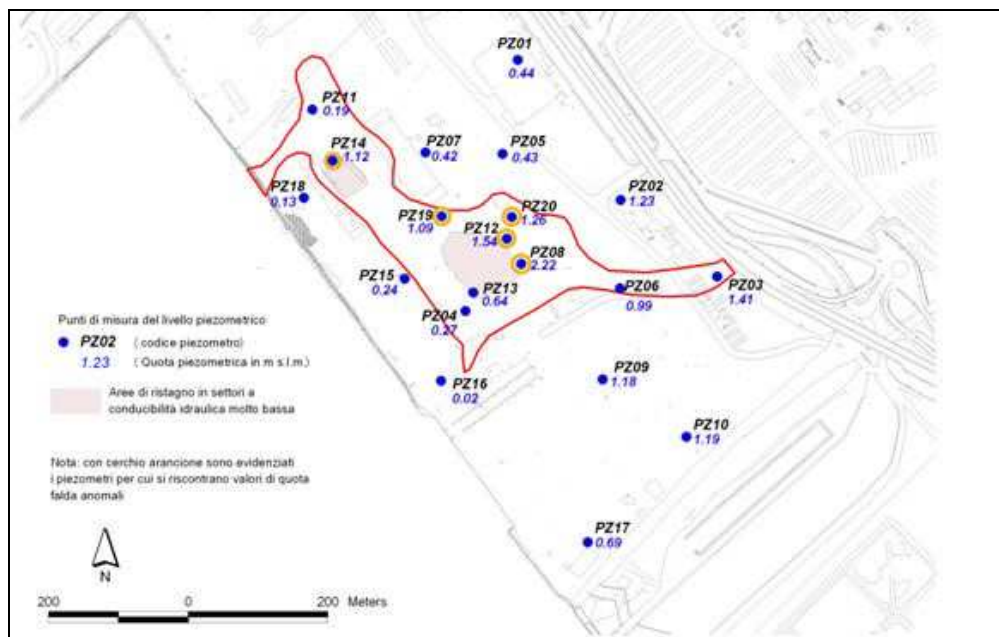 PZ01
0.44
PZ11
0.19
PZ14
1.12
PZ07
0.42
PZ05
0.43
PZ18
0.13
PZ02
1.23
PZ19
1.09
PZ20
1.26
PZ12
1.54
PZ08
2.22
PZ15
0.24
PZ13
0.64
PZ04
0.27
PZ06
0.99
PZ03
1.41
PZ16
0.02
PZ09
1.18
PZ10
1.19
PZ17
0.69
Punti di misura del livello piezometrico
PZ02 ( codice piezometro)
1.23 ( Quota piezometrica in m s.l.m.)
Aree di ristagno in settori a
conducibilità idraulica molto bassa
Nota: con cerchio arancione sono evidenziati
i piezometri per cui si riscontrano valori di quota
falda anomali
N
200 0 200 Meters